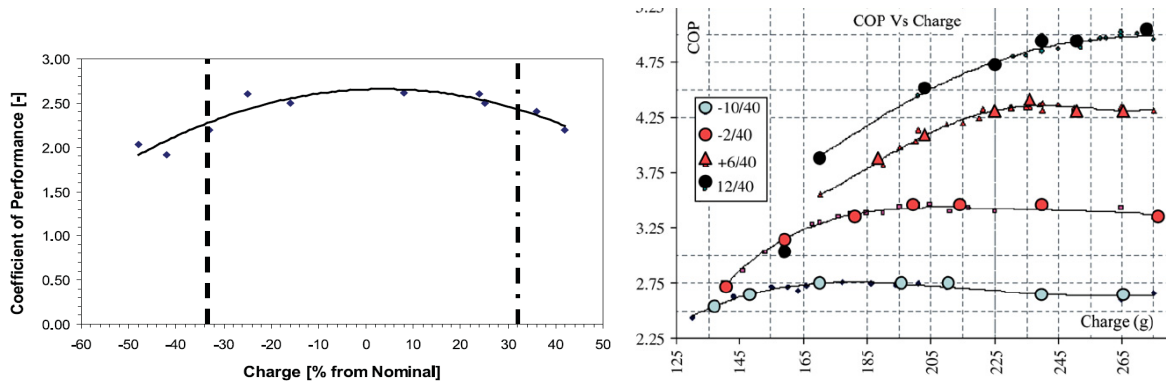 3.00
2.50
2.00
1.50
1.00
0.50
0.00
Coefficient of Performance [-]
-60 -50 -40 -30 -20 -10 0 10 20 30 40 50
Charge [% from Nominal]
COP Vs Charge
COP
5.25
4.75
4.25
3.75
3.25
2.75
2.25
-10/40
-2/40
+6/40
12/40
Charge (g)
125 145 165 185 205 225 245 265